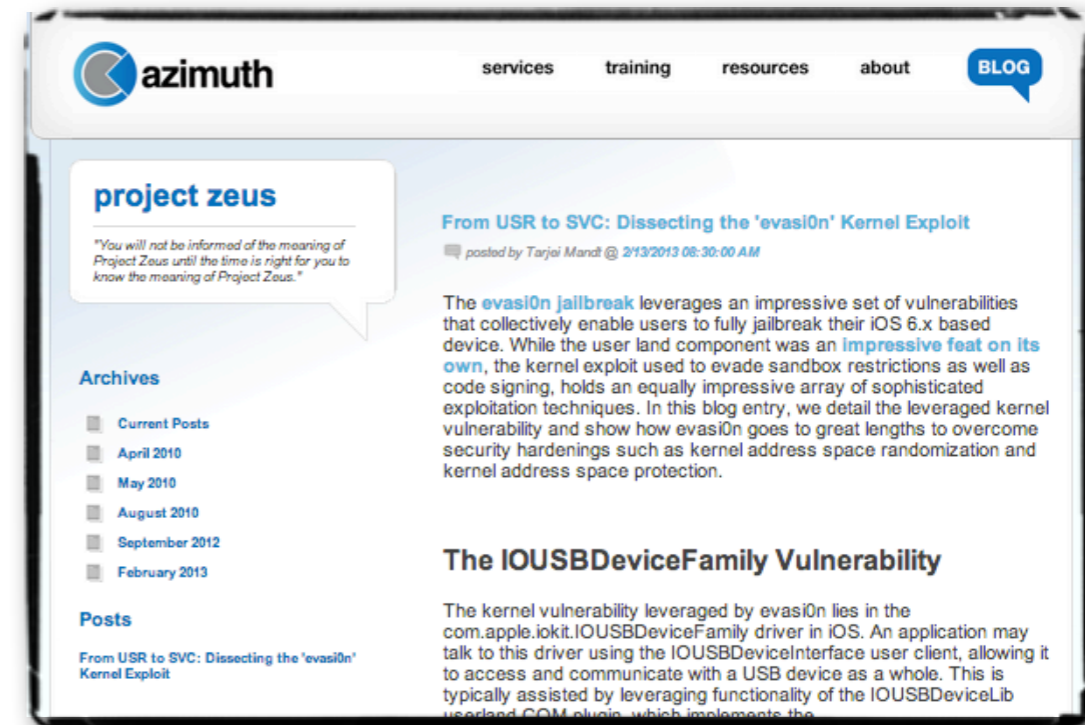 azimuth
services training resources about BLOG
project zeus
"You will not be informed of the meaning of
Project Zeus until the time is right for you to
know the meaning of Project Zeus."
Archives
Current Posts
April 2010
May 2010
August 2010
September 2012
February 2013
Posts
From USR to SVC: Dissecting the 'evasi0n'
Kernel Exploit
From USR to SVC: Dissecting the 'evasi0n' Kernel Exploit
posted by Tarjei Mandt @ 2/13/2013 08:30:00 AM
The evasi0n jailbreak leverages an impressive set of vulnerabilities
that collectively enable users to fully jailbreak their iOS 6.x based
device. While the user land component was an impressive feat on its
own, the kernel exploit used to evade sandbox restrictions as well as
code signing, holds an equally impressive array of sophisticated
exploitation techniques. In this blog entry, we detail the leveraged kernel
vulnerability and show how evasi0n goes to great lengths to overcome
security hardenings such as kernel address space randomization and
kernel address space protection.
The IOUSBDeviceFamily Vulnerability
The kernel vulnerability leveraged by evasi0n lies in the
com.apple.iokit.IOUSBDeviceFamily driver in iOS. An application may
talk to this driver using the IOUSBDeviceInterface user client, allowing it
to access and communicate with a USB device as a whole. This is
typically assisted by leveraging functionality of the IOUSBDeviceLib
userland COM plugin, which implements the